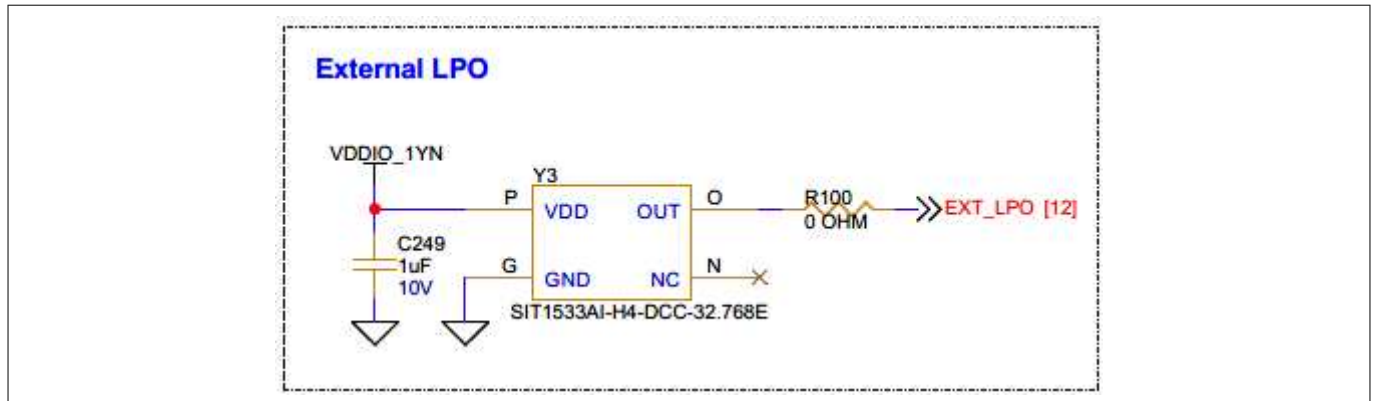 External LPO
VDDIO_1YN
Y3
P
VDD
OUT
O
R100
0 OHM
EXT_LPO [12]
C249
1uF
10V
G
GND
NC
N
SIT1533AI-H4-DCC-32.768E